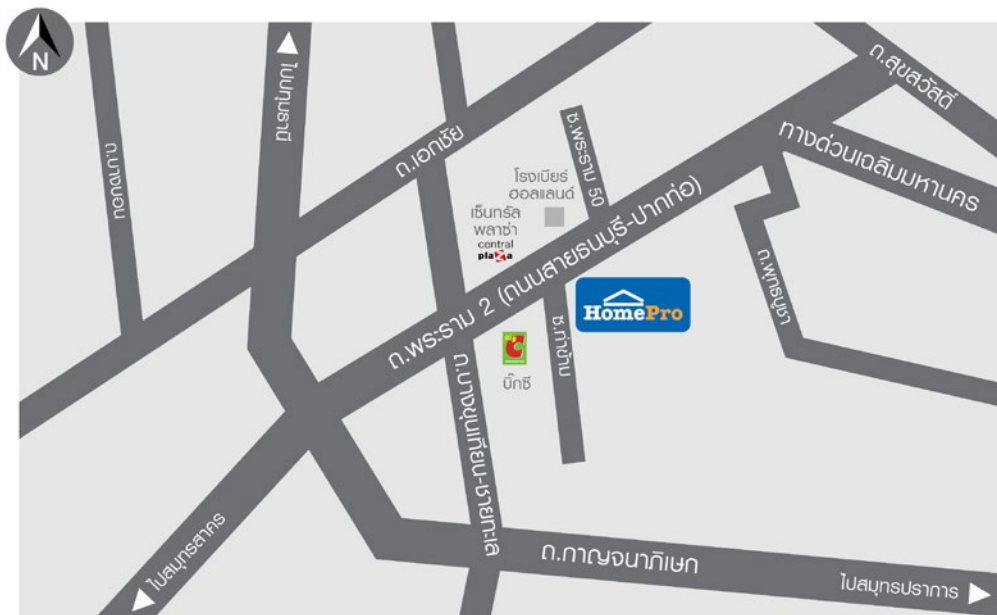 N
ไปปทุมธานี
ถ.บางบอน
ถ.เอกชัย
ถ.สุขสวัสดิ์
ทางด่วนเฉลิมมหานคร
ซ.พระราม 50
โรงเบียร์
ฮอลแลนด์
เซ็นทรัล
พลาซ่า
central
plaza
ถ.พระราม 2 (ถนนสายธนบุรี-ปากท่อ)
HomePro
ถ.พุทธบูชา
ซ.ท่าข้าม
Big C
บิ๊กซี
ถ.บางขุนเทียน-ชายทะเล
ไปสมุทรสาคร
ถ.กาญจนาภิเษก
ไปสมุทรปราการ